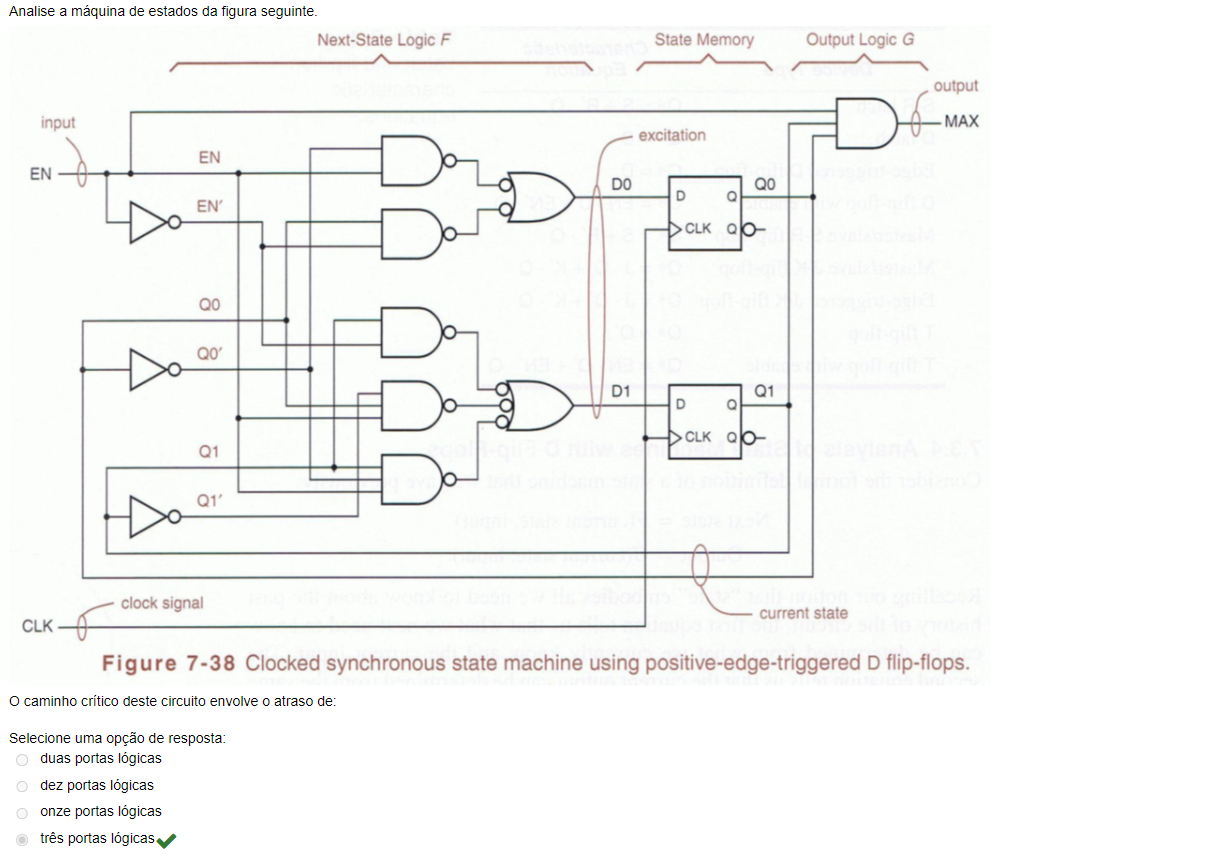 Analise a máquina de estados da figura seguinte.
Next-State Logic F
State Memory
Output Logic G
output
input
MAX
excitation
EN
EN
D0
Q0
D Q
EN′
CLK Q
Q0
Q0′
D1
Q1
D Q
CLK Q
Q1
Q1′
clock signal
current state
CLK
Figure 7-38 Clocked synchronous state machine using positive-edge-triggered D flip-flops.
O caminho crítico deste circuito envolve o atraso de:
Selecione uma opção de resposta:
duas portas lógicas
dez portas lógicas
onze portas lógicas
três portas lógicas